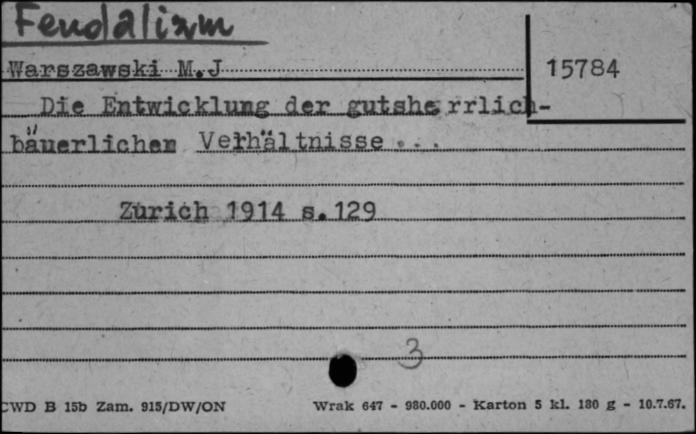 Feudalizm
Warszawski M.J
15784
Die Entwicklung der gutsherrlich-
bäuerlichen Verhältnisse...
Zürich 1914 s.129
3
CWD B 15b Zam. 915/DW/ON
Wrak 647 - 980.000 - Karton 5 kl. 180 g - 10.7.67.